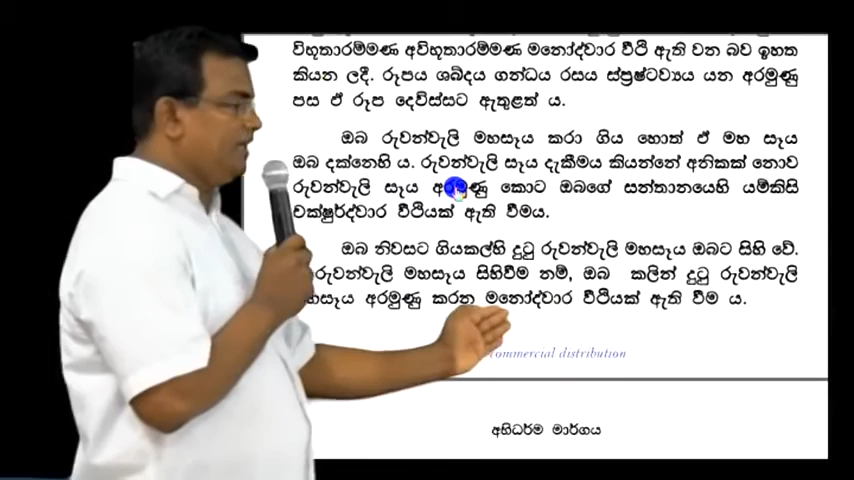 විභූතාරම්මණ අවිභූතාරම්මණ මනෝද්වාර වීථි ඇති වන බව ඉහත
කියන ලදී. රූපය ශබ්දය ගන්ධය රසය ස්ප්‍රෂ්ටව්‍යය යන අරමුණු
පස ඒ රූප දෙවිස්සට ඇතුළත් ය.
ඔබ රුවන්වැලි මහසෑය කරා ගිය හොත් ඒ මහ සෑය
ඔබ දක්නෙහි ය. රුවන්වැලි සෑය දැකීමය කියන්නේ අනිකක් නොව
රුවන්වැලි සෑය අරමුණු කොට ඔබගේ සන්තානයෙහි යම්කිසි
චක්ෂුර්ද්වාර වීථියක් ඇති වීමය.
ඔබ නිවසට ගියකල්හි දුටු රුවන්වැලි මහසෑය ඔබට සිහි වේ.
රුවන්වැලි මහසෑය සිහිවීම නම්, ඔබ කලින් දුටු රුවන්වැලි
අරමුණු කරන මනෝද්වාර වීථියක් ඇති වීම ය.
distribution
අභිධර්ම මාර්ගය